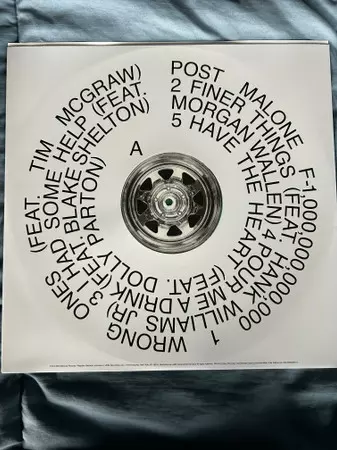 POST MALONE F-1,000,000,000,000 1 WRONG ONES (FEAT. TIM MCGRAW)
2 FINER THINGS (FEAT. HANK WILLIAMS JR) 3 I HAD SOME HELP (FEAT.
MORGAN WALLEN) 4 POUR ME A DRINK (FEAT. BLAKE SHELTON)
5 HAVE THE HEART (FEAT. DOLLY PARTON)
A